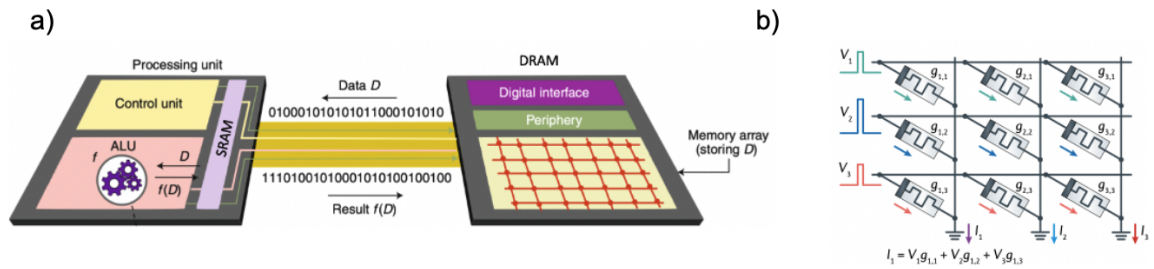 a)
Processing unit
Control unit
SRAM
ALU
f
D
f(D)
Data D
010001010101011000101010
11101001010001010100100100
Result f(D)
DRAM
Digital interface
Periphery
Memory array
(storing D)
b)
V1
g1,1
g2,1
g3,1
V2
g1,2
g2,2
g3,2
V3
g1,3
g2,3
g3,3
I1
I2
I3
I1 = V1g1,1 + V2g1,2 + V3g1,3